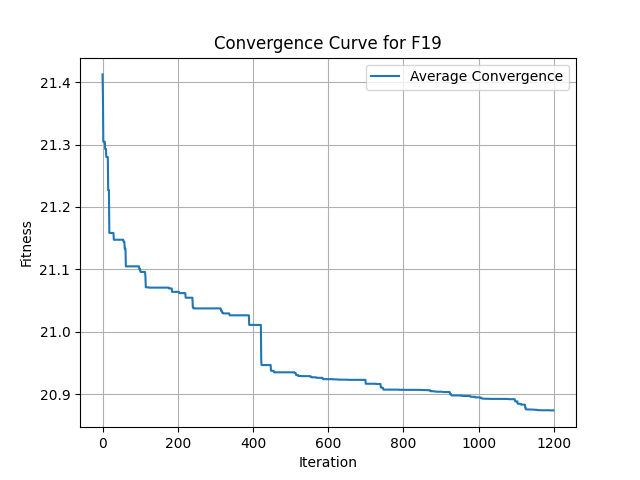 Convergence Curve for F19
Average Convergence
Fitness
21.4
21.3
21.2
21.1
21.0
20.9
0 200 400 600 800 1000 1200
Iteration